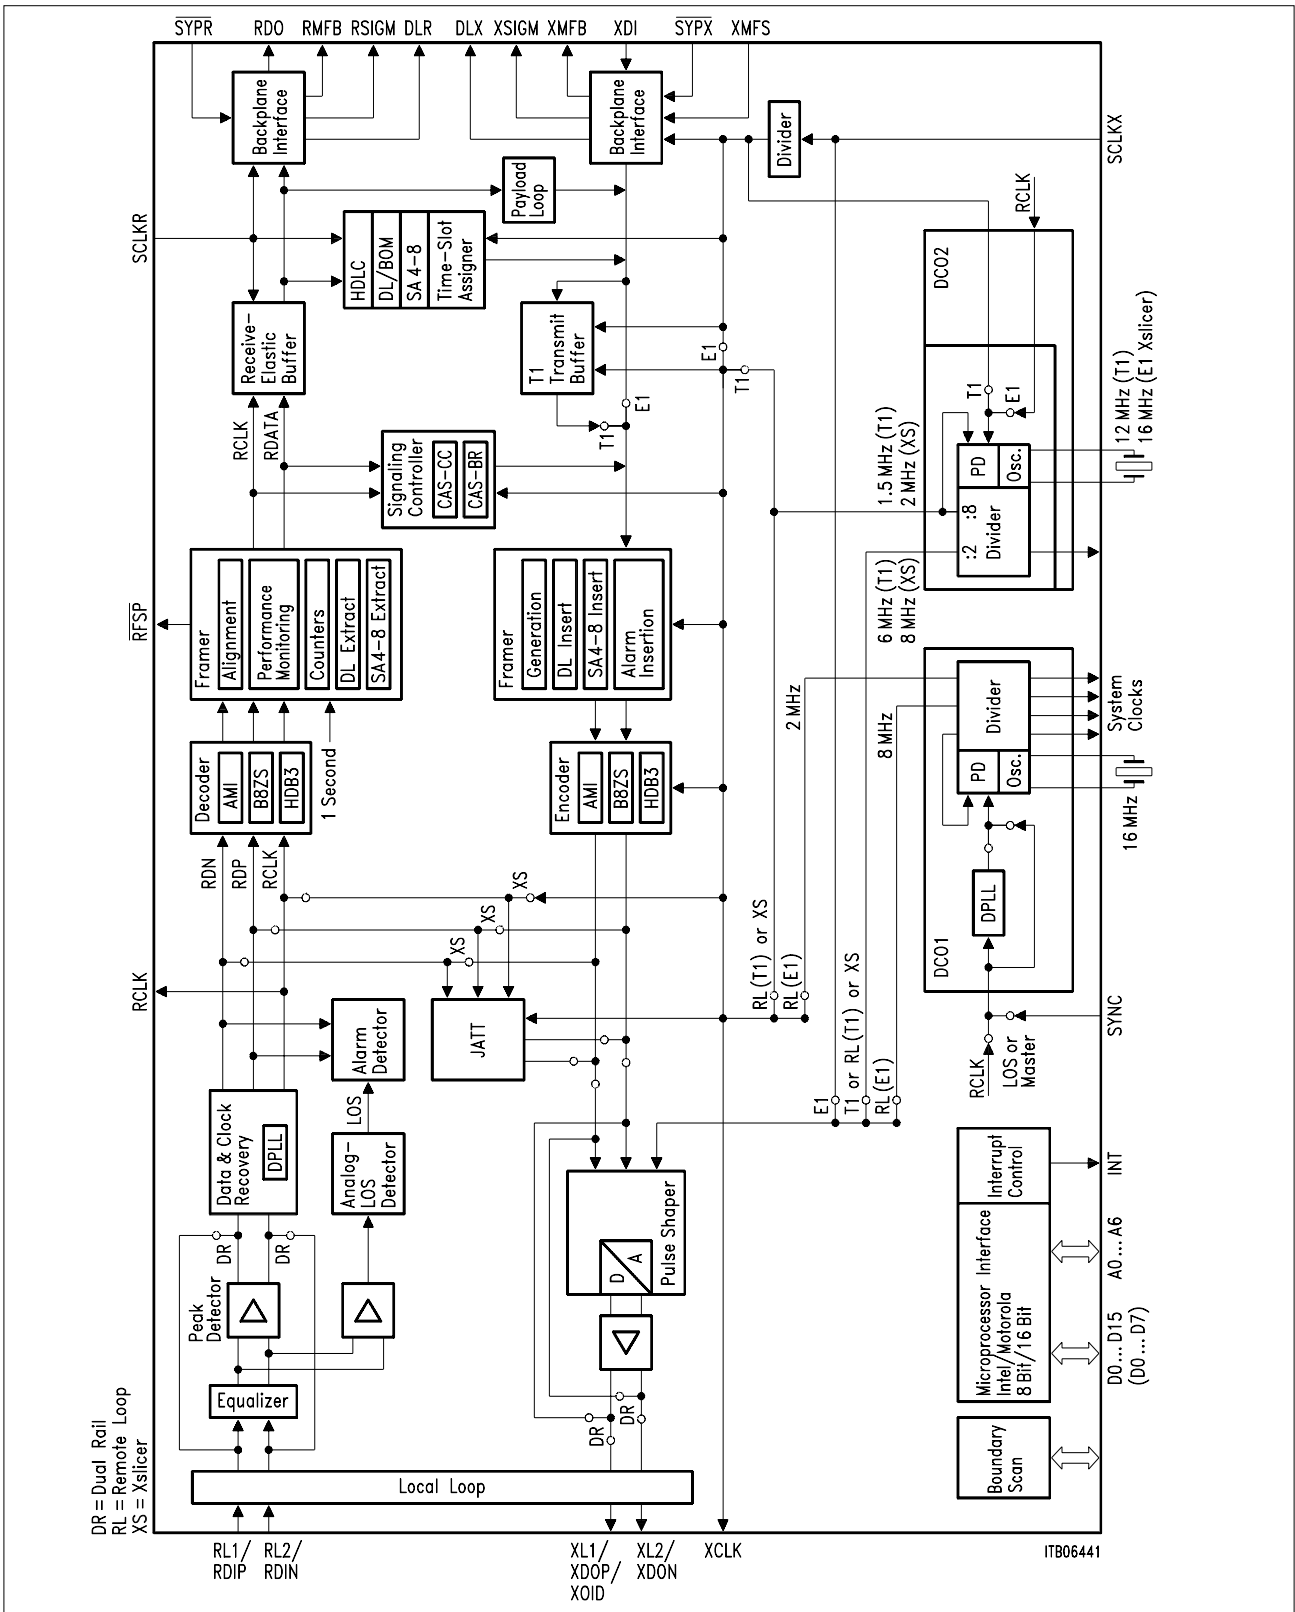 SYPR
RDO
RMFB
RSIGM
DLR
DLX
XSIGM
XMFB
XDI
SYPX
XMFS
Backplane
Interface
Backplane
Interface
Divider
SCLKX
Payload
Loop
RCLK
SCLKR
HDLC
DL/BOM
SA 4-8
Time-Slot
Assigner
DCO2
Receive-
Elastic
Buffer
T1
Transmit
Buffer
E1
T1
E1
T1
T1
E1
12 MHz (T1)
16 MHz (E1 Xslicer)
RCLK
RDATA
Signaling
Controller
CAS-CC
CAS-BR
1.5 MHz (T1)
2 MHz (XS)
PD
Osc.
:8
:2
Divider
RFSP
Framer
Alignment
Performance
Monitoring
Counters
DL Extract
SA4-8 Extract
Framer
Generation
DL Insert
SA4-8 Insert
Alarm
Insertion
6 MHz (T1)
8 MHz (XS)
2 MHz
8 MHz
Divider
PD
Osc.
System
Clocks
Decoder
AMI
B8ZS
HDB3
1 Second
Encoder
AMI
B8ZS
HDB3
16 MHz
RDN
RDP
RCLK
XS
XS
XS
DPLL
DCO1
RCLK
RL (T1) or XS
RL (E1)
T1 or RL (T1) or XS
RL (E1)
E1
SYNC
RCLK
LOS or
Master
Alarm
Detector
JATT
Data & Clock
Recovery
DPLL
LOS
Analog-
LOS
Detector
Pulse Shaper
D
A
Interrupt
Control
INT
DR
DR
Peak
Detector
Microprocessor Interface
Intel/Motorola
8 Bit/16 Bit
A0 ... A6
D0 ... D15
(D0 ... D7)
Equalizer
DR
DR
Boundary
Scan
Local Loop
DR = Dual Rail
RL = Remote Loop
XS = Xslicer
RL1/
RDIP
RL2/
RDIN
XL1/
XDOP/
XOID
XL2/
XDON
XCLK
ITB06441